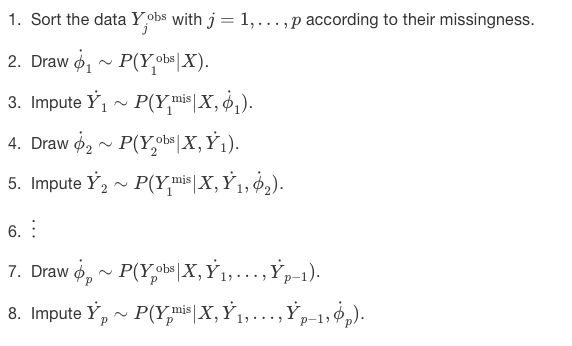 1. Sort the data Y_j^obs with j = 1, . . . , p according to their missingness.
2. Draw ϕ̇_1 ∼ P(Y_1^obs|X).
3. Impute Ẏ_1 ∼ P(Y_1^mis|X, ϕ̇_1).
4. Draw ϕ̇_2 ∼ P(Y_2^obs|X, Ẏ_1).
5. Impute Ẏ_2 ∼ P(Y_1^mis|X, Ẏ_1, ϕ̇_2).
6. ⋮
7. Draw ϕ̇_p ∼ P(Y_p^obs|X, Ẏ_1, . . . , Ẏ_p−1).
8. Impute Ẏ_p ∼ P(Y_p^mis|X, Ẏ_1, . . . , Ẏ_p−1, ϕ̇_p).